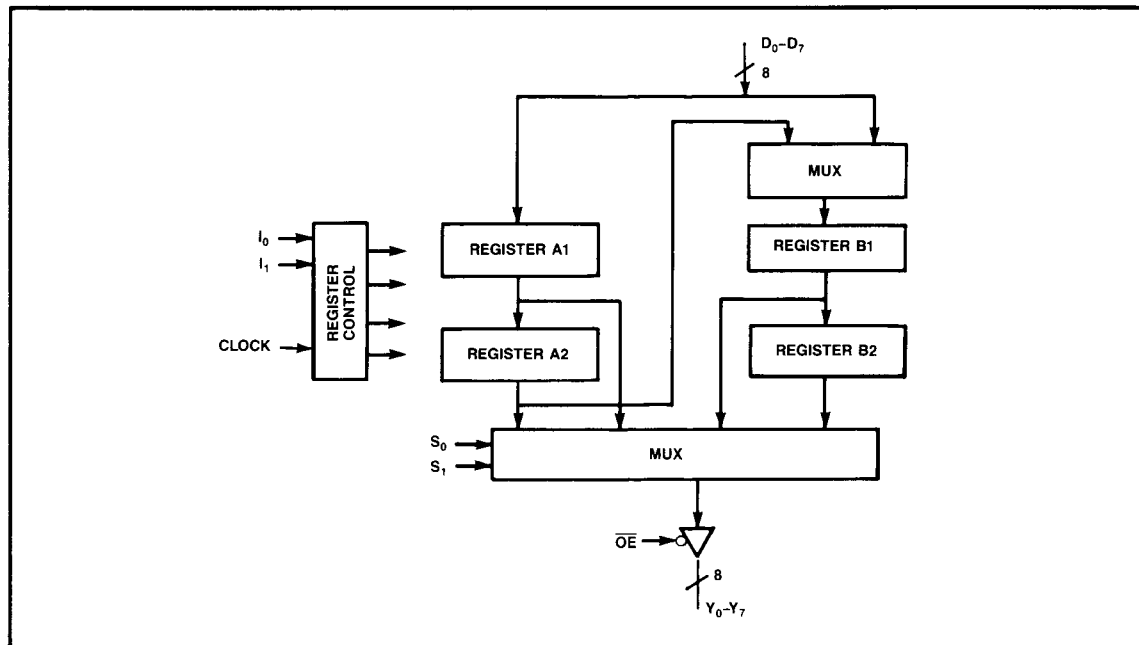 D₀–D₇
8
MUX
I₀
I₁
CLOCK
REGISTER
CONTROL
REGISTER A1
REGISTER B1
REGISTER A2
REGISTER B2
S₀
S₁
MUX
O̅E̅
8
Y₀–Y₇